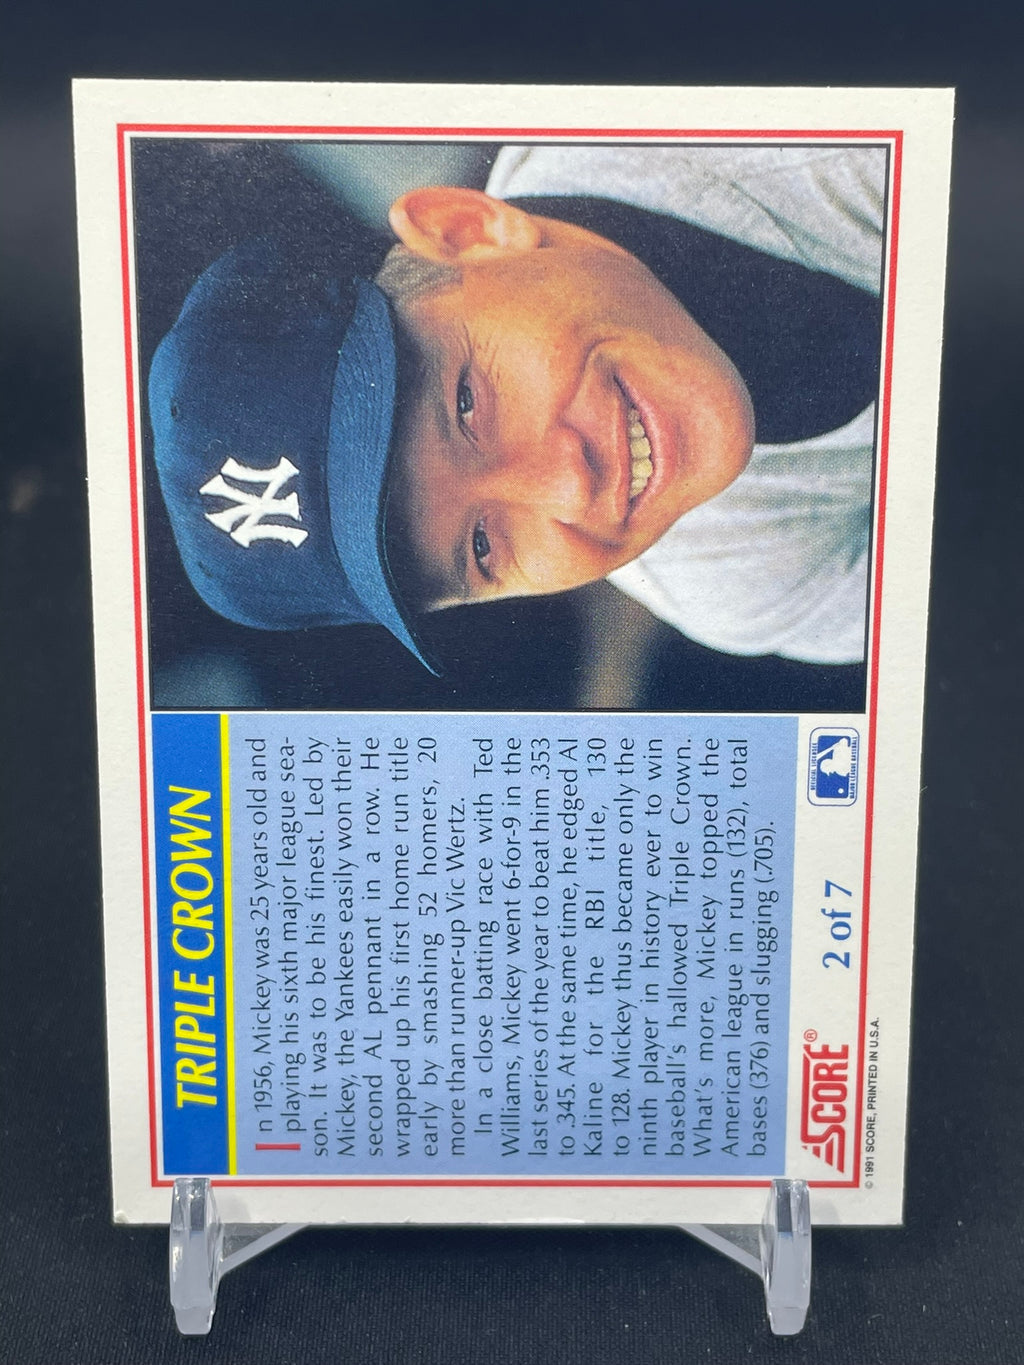 TRIPLE CROWN
In 1956, Mickey was 25 years old and
playing his sixth major league sea-
son. It was to be his finest. Led by
Mickey, the Yankees easily won their
second AL pennant in a row. He
wrapped up his first home run title
early by smashing 52 homers, 20
more than runner-up Vic Wertz.
In a close batting race with Ted
Williams, Mickey went 6-for-9 in the
last series of the year to beat him .353
to .345. At the same time, he edged Al
Kaline for the RBI title, 130
to 128. Mickey thus became only the
ninth player in history ever to win
baseball's hallowed Triple Crown.
What's more, Mickey topped the
American league in runs (132), total
bases (376) and slugging (.705).
SCORE®
2 of 7
OFFICIAL LICENSEE
MAJOR LEAGUE BASEBALL
© 1991 SCORE, PRINTED IN U.S.A.
NY